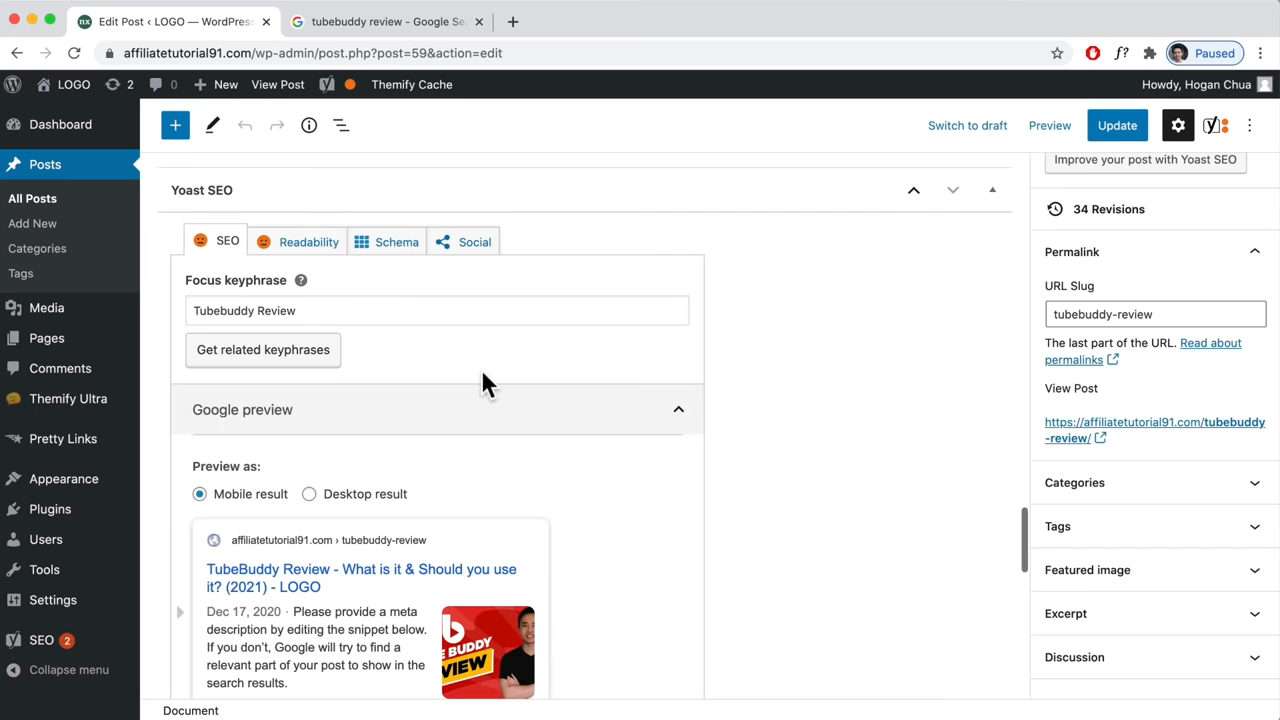 Edit Post ‹ LOGO — WordPress
tubebuddy review - Google Sea
affiliatetutorial91.com/wp-admin/post.php?post=59&action=edit
f?
Paused
LOGO
2
0
New
View Post
Themify Cache
Howdy, Hogan Chua
Dashboard
Posts
All Posts
Add New
Categories
Tags
Media
Pages
Comments
Themify Ultra
Pretty Links
Appearance
Plugins
Users
Tools
Settings
SEO 2
Collapse menu
Switch to draft
Preview
Update
Yoast SEO
SEO
Readability
Schema
Social
Focus keyphrase ?
Tubebuddy Review
Get related keyphrases
Google preview
Preview as:
Mobile result
Desktop result
affiliatetutorial91.com › tubebuddy-review
TubeBuddy Review - What is it & Should you use
it? (2021) - LOGO
Dec 17, 2020 · Please provide a meta
description by editing the snippet below.
If you don't, Google will try to find a
relevant part of your post to show in the
search results.
E BUDDY
VIEW
Document
Improve your post with Yoast SEO
34 Revisions
Permalink
URL Slug
tubebuddy-review
The last part of the URL. Read about
permalinks
View Post
https://affiliatetutorial91.com/tubebuddy
-review/
Categories
Tags
Featured image
Excerpt
Discussion